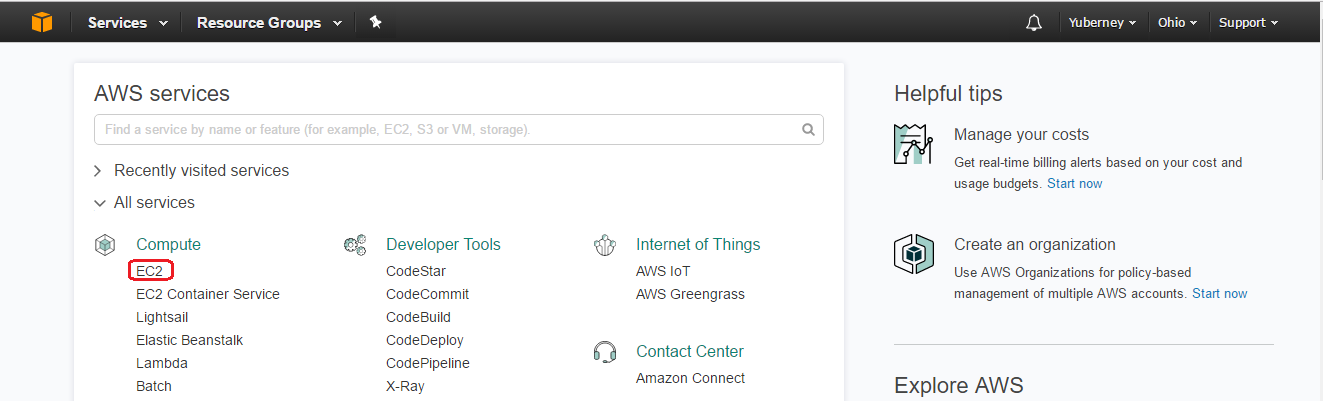 Services Resource Groups Yuberney Ohio Support
AWS services
Find a service by name or feature (for example, EC2, S3 or VM, storage).
Recently visited services
All services
Compute
EC2
EC2 Container Service
Lightsail
Elastic Beanstalk
Lambda
Batch
Developer Tools
CodeStar
CodeCommit
CodeBuild
CodeDeploy
CodePipeline
X-Ray
Internet of Things
AWS IoT
AWS Greengrass
Contact Center
Amazon Connect
Helpful tips
Manage your costs
Get real-time billing alerts based on your cost and
usage budgets. Start now
Create an organization
Use AWS Organizations for policy-based
management of multiple AWS accounts. Start now
Explore AWS